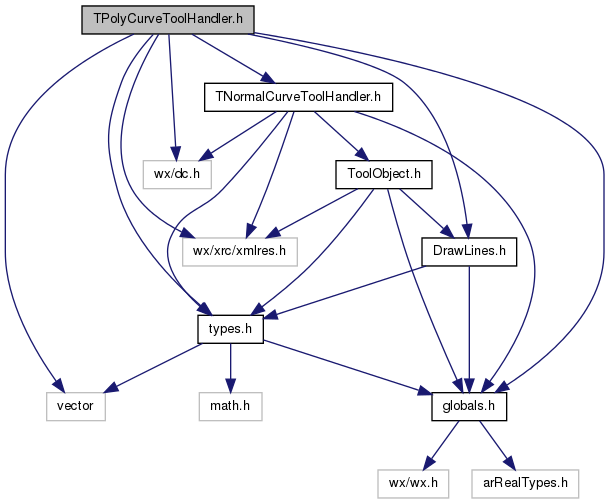 TPolyCurveToolHandler.h
TNormalCurveToolHandler.h
wx/dc.h
ToolObject.h
wx/xrc/xmlres.h
DrawLines.h
types.h
vector
math.h
globals.h
wx/wx.h
arRealTypes.h